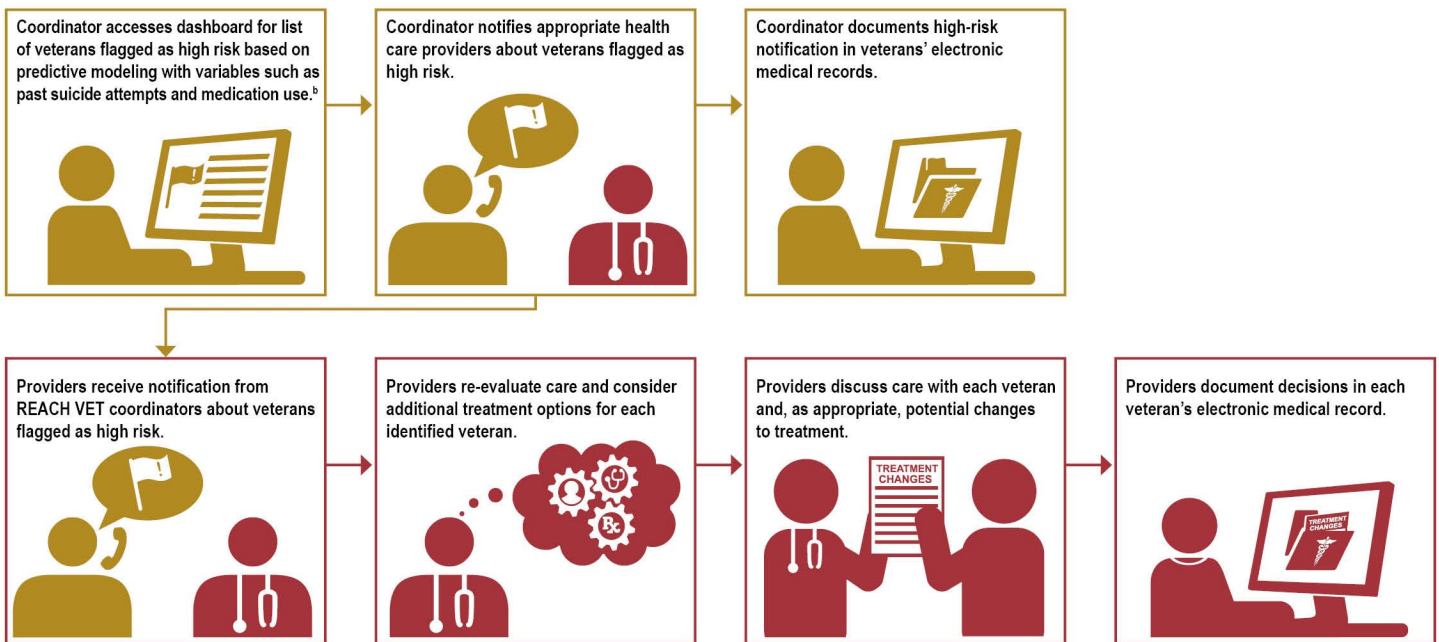 Coordinator accesses dashboard for list
of veterans flagged as high risk based on
predictive modeling with variables such as
past suicide attempts and medication use.ᵇ
Coordinator notifies appropriate health
care providers about veterans flagged as
high risk.
!
Coordinator documents high-risk
notification in veterans’ electronic
medical records.
Providers receive notification from
REACH VET coordinators about veterans
flagged as high risk.
!
Providers re-evaluate care and consider
additional treatment options for each
identified veteran.
Rx
Providers discuss care with each veteran
and, as appropriate, potential changes
to treatment.
TREATMENT
CHANGES
Providers document decisions in each
veteran’s electronic medical record.
TREATMENT
CHANGES